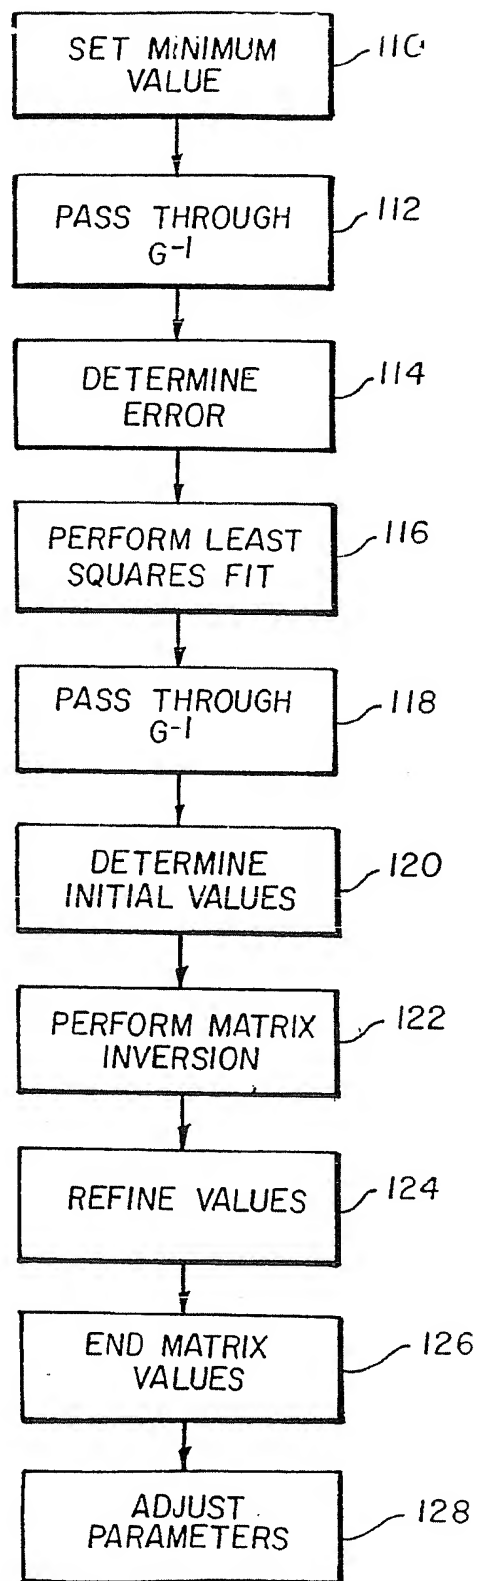 SET MINIMUM
VALUE
110
PASS THROUGH
G-1
112
DETERMINE
ERROR
114
PERFORM LEAST
SQUARES FIT
116
PASS THROUGH
G-1
118
DETERMINE
INITIAL VALUES
120
PERFORM MATRIX
INVERSION
122
REFINE VALUES
124
END MATRIX
VALUES
126
ADJUST
PARAMETERS
128